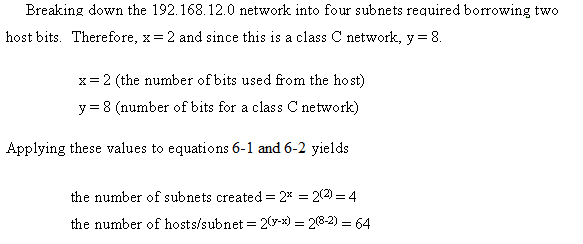 Breaking down the 192.168.12.0 network into four subnets required borrowing two
host bits. Therefore, x = 2 and since this is a class C network, y = 8.
x = 2 (the number of bits used from the host)
y = 8 (number of bits for a class C network)
Applying these values to equations 6-1 and 6-2 yields
the number of subnets created = 2ˣ = 2⁽²⁾ = 4
the number of hosts/subnet = 2⁽ʸ⁻ˣ⁾ = 2⁽⁸⁻²⁾ = 64